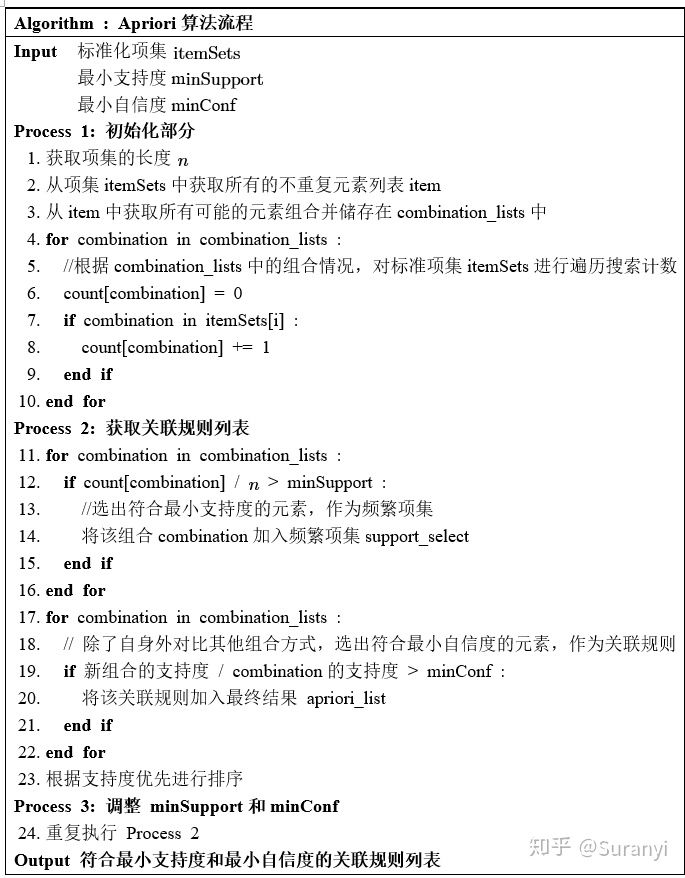 Algorithm : Apriori 算法流程
Input 标准化项集 itemSets
最小支持度 minSupport
最小自信度 minConf
Process 1: 初始化部分
1. 获取项集的长度 n
2. 从项集 itemSets 中获取所有的不重复元素列表 item
3. 从 item 中获取所有可能的元素组合并储存在 combination_lists 中
4. for combination in combination_lists :
5. //根据 combination_lists 中的组合情况，对标准项集 itemSets 进行遍历搜索计数
6. count[combination] = 0
7. if combination in itemSets[i] :
8. count[combination] += 1
9. end if
10. end for
Process 2: 获取关联规则列表
11. for combination in combination_lists :
12. if count[combination] / n > minSupport :
13. //选出符合最小支持度的元素，作为频繁项集
14. 将该组合 combination 加入频繁项集 support_select
15. end if
16. end for
17. for combination in combination_lists :
18. // 除了自身外对比其他组合方式，选出符合最小自信度的元素，作为关联规则
19. if 新组合的支持度 / combination 的支持度 > minConf :
20. 将该关联规则加入最终结果 apriori_list
21. end if
22. end for
23. 根据支持度优先进行排序
Process 3: 调整 minSupport 和 minConf
24. 重复执行 Process 2
Output 符合最小支持度和最小自信度的关联规则列表
知乎 @Suranyi